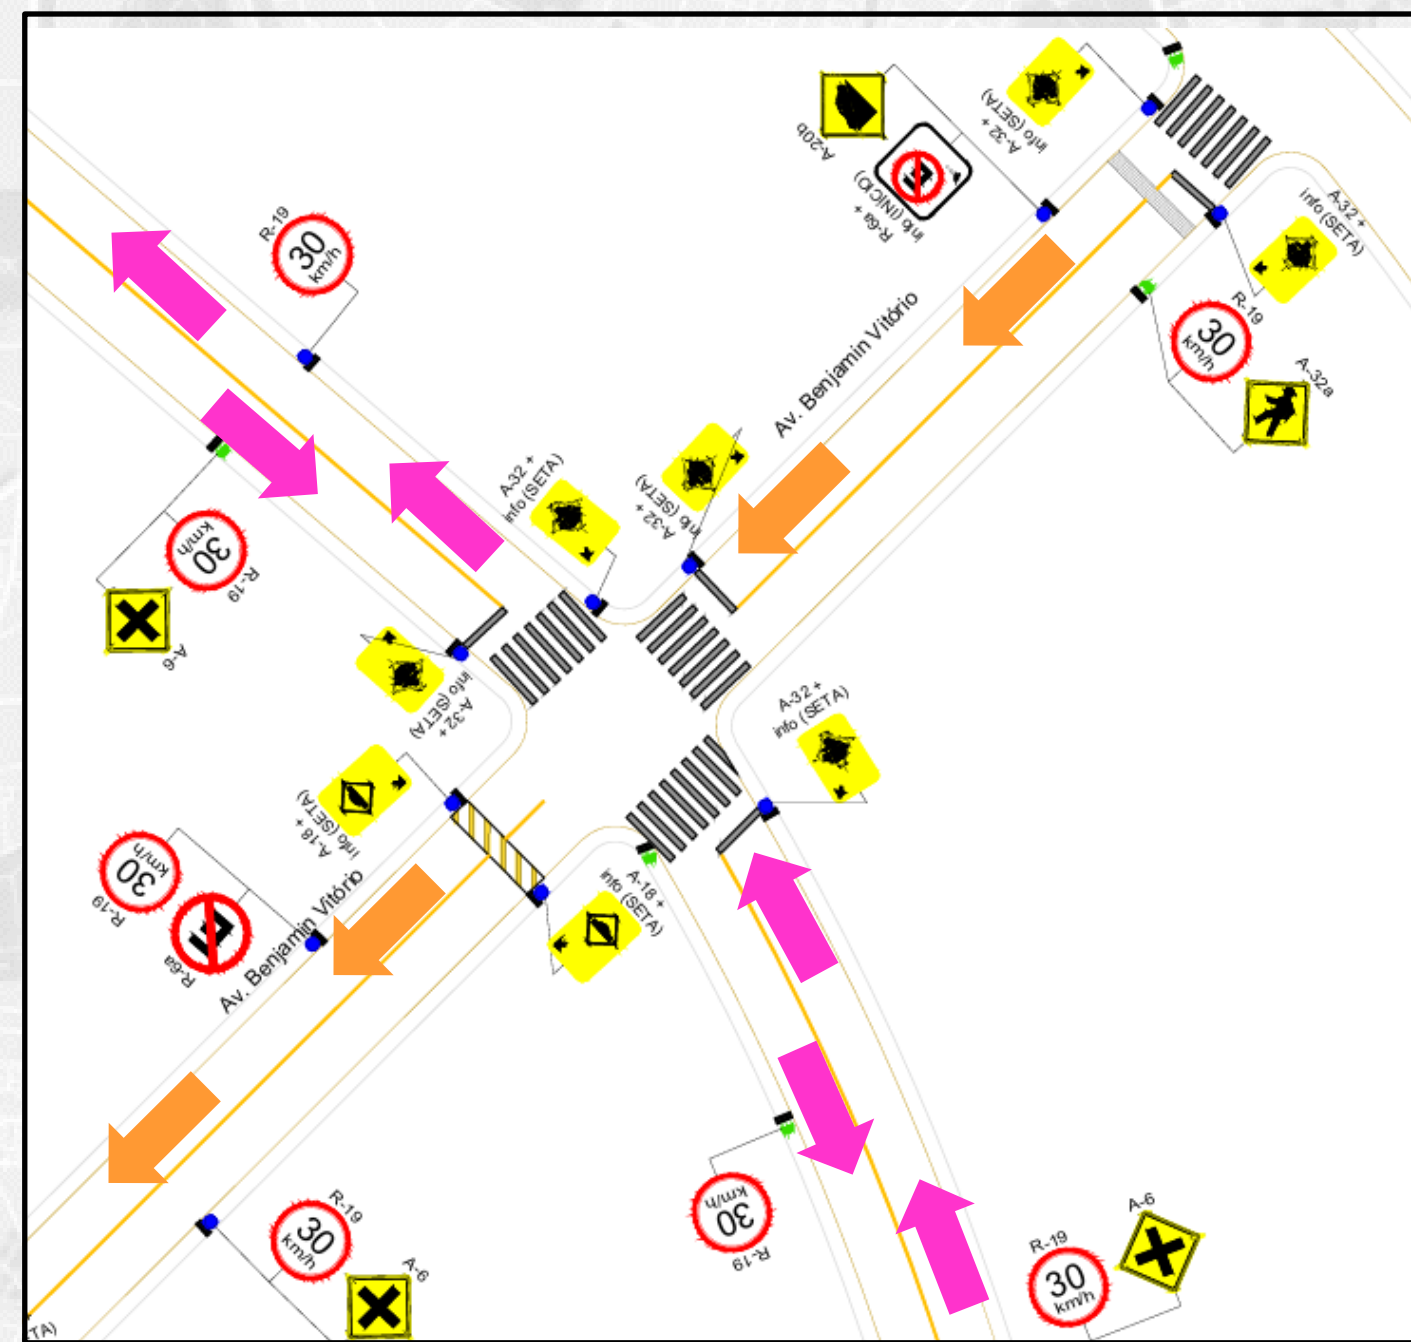 A-32 +
info (SETA)
A-20b
R-6a +
info (INÍCIO)
A-32 +
info (SETA)
R-19
30
km/h
R-19
30
km/h
A-32a
Av. Benjamin Vitório
A-32 +
info (SETA)
A-32 +
info (SETA)
30
km/h
R-19
A-6
A-32 +
info (SETA)
A-32 +
info (SETA)
A-18 +
info (SETA)
30
km/h
R-19
R-6a
Av. Benjamin Vitório
A-18 +
info (SETA)
R-19
30
km/h
A-6
30
km/h
R-19
A-6
R-19
30
km/h
TA)